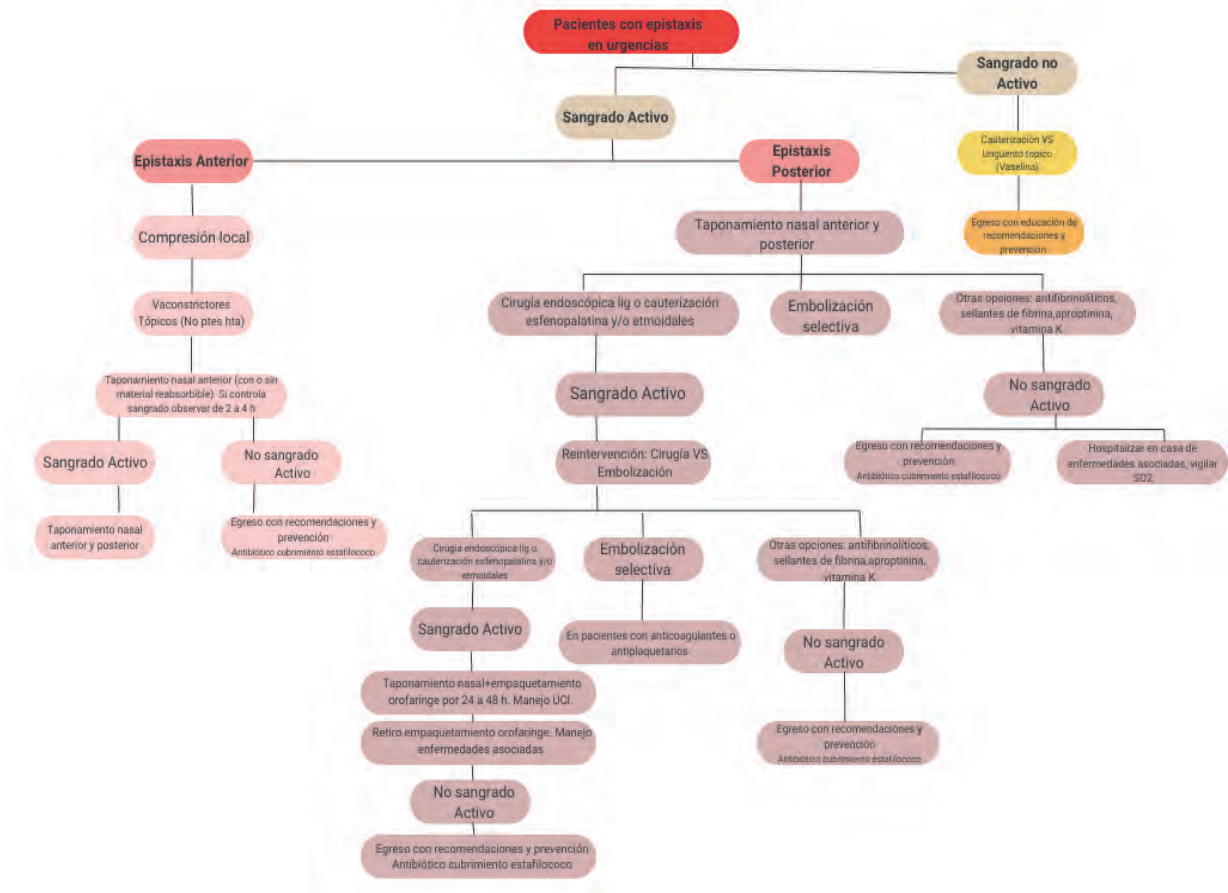 Pacientes con epistaxis
en urgencias
Sangrado no
Activo
Sangrado Activo
Cauterización VS
Ungüento topico
(Vaselina)
Epistaxis Anterior
Epistaxis
Posterior
Egreso con educación de
recomendaciones y
prevención
Compresión local
Taponamiento nasal anterior y
posterior
Vaconstrictores
Tópicos (No ptes hta)
Cirugía endoscópica lig o cauterización
esfenopalatina y/o etmoidales
Embolización
selectiva
Otras opciones: antifibrinolíticos,
sellantes de fibrina,aproptinina,
vitamina K
Taponamiento nasal anterior (con o sin
material reabsorbible). Si controla
sangrado observar de 2 a 4 h
Sangrado Activo
No sangrado
Activo
Sangrado Activo
No sangrado
Activo
Reintervención: Cirugía VS
Embolización
Egreso con recomendaciones y
prevención
Antibiótico cubrimiento estafilococo
Hospitalizar en casa de
enfermedades asociadas, vigilar
SO2
Taponamiento nasal
anterior y posterior
Egreso con recomendaciones y
prevención
Antibiótico cubrimiento estafilococo
Cirugía endoscópica lig o
cauterización esfenopalatina y/o
etmoidales
Embolización
selectiva
Otras opciones: antifibrinolíticos,
sellantes de fibrina,aproptinina,
vitamina K
Sangrado Activo
En pacientes con anticoagulantes o
antiplaquetarios
No sangrado
Activo
Taponamiento nasal+empaquetamiento
orofaringe por 24 a 48 h. Manejo UCI.
Retiro empaquetamiento orofaringe. Manejo
enfermedades asociadas
Egreso con recomendaciones y
prevención
Antibiótico cubrimiento estafilococo
No sangrado
Activo
Egreso con recomendaciones y prevención
Antibiótico cubrimiento estafilococo